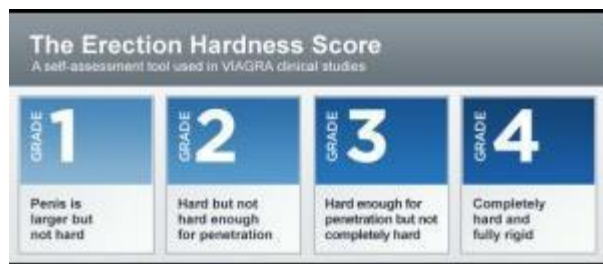 The Erection Hardness Score
A self-assessment tool used in VIAGRA clinical studies
GRADE 1
Penis is
larger but
not hard
GRADE 2
Hard but not
hard enough
for penetration
GRADE 3
Hard enough for
penetration but not
completely hard
GRADE 4
Completely
hard and
fully rigid